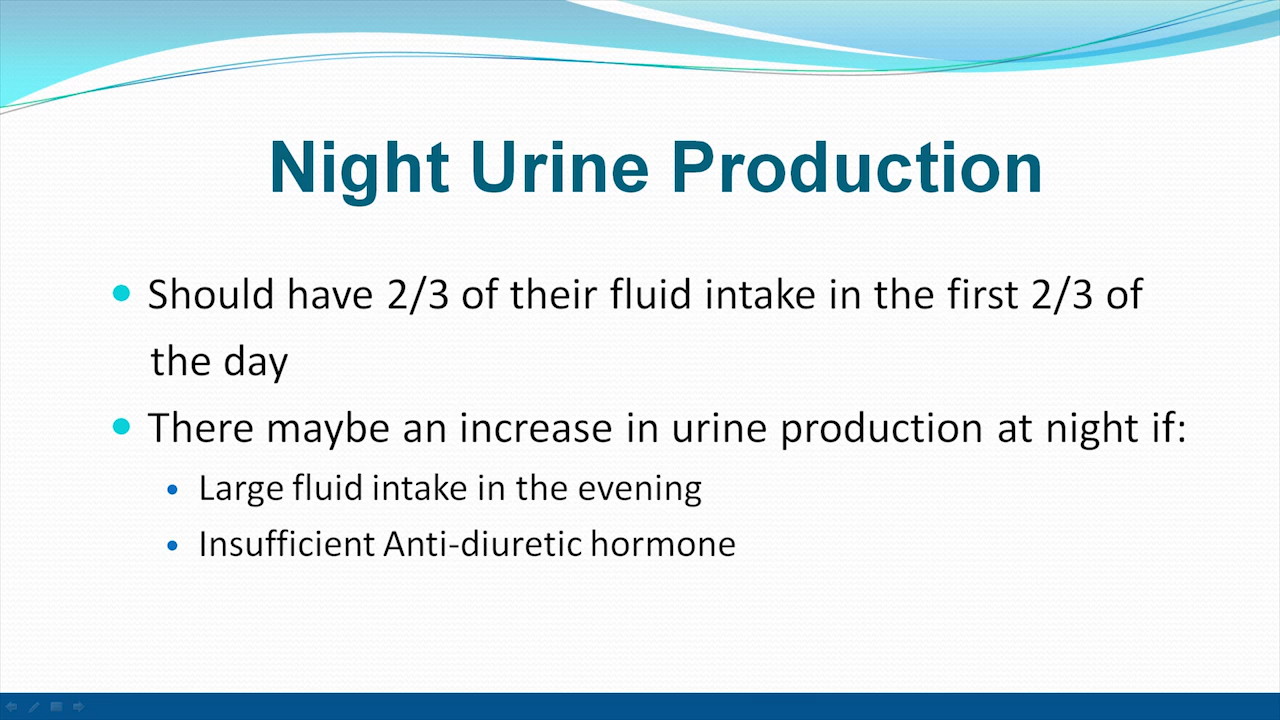 Night Urine Production
Should have 2/3 of their fluid intake in the first 2/3 of
the day
There maybe an increase in urine production at night if:
Large fluid intake in the evening
Insufficient Anti-diuretic hormone